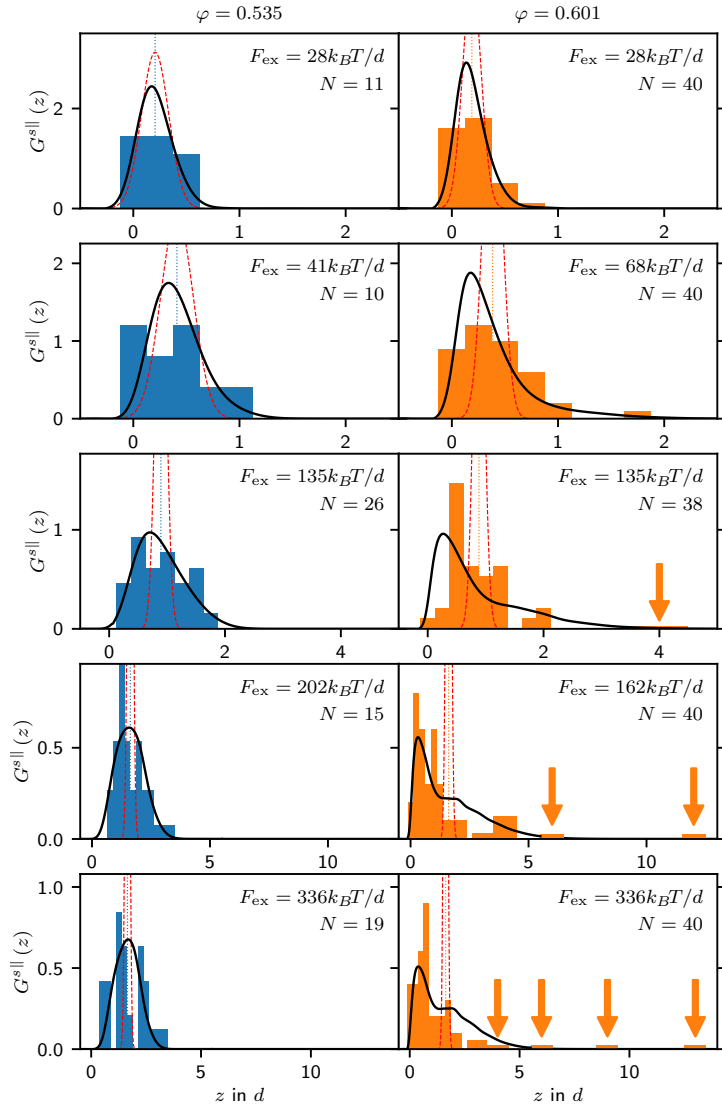 φ = 0.535 φ = 0.601
G^{s||}(z)
F_ex = 28k_BT/d
N = 11
F_ex = 28k_BT/d
N = 40
2
0
0 1 2 0 1 2
G^{s||}(z)
F_ex = 41k_BT/d
N = 10
F_ex = 68k_BT/d
N = 40
2
1
0
0 1 2 0 1 2
G^{s||}(z)
F_ex = 135k_BT/d
N = 26
F_ex = 135k_BT/d
N = 38
1
0
0 2 4 0 2 4
G^{s||}(z)
F_ex = 202k_BT/d
N = 15
F_ex = 162k_BT/d
N = 40
0.5
0.0
0 5 10 0 5 10
G^{s||}(z)
F_ex = 336k_BT/d
N = 19
F_ex = 336k_BT/d
N = 40
1.0
0.5
0.0
0 5 10 0 5 10
z in d z in d